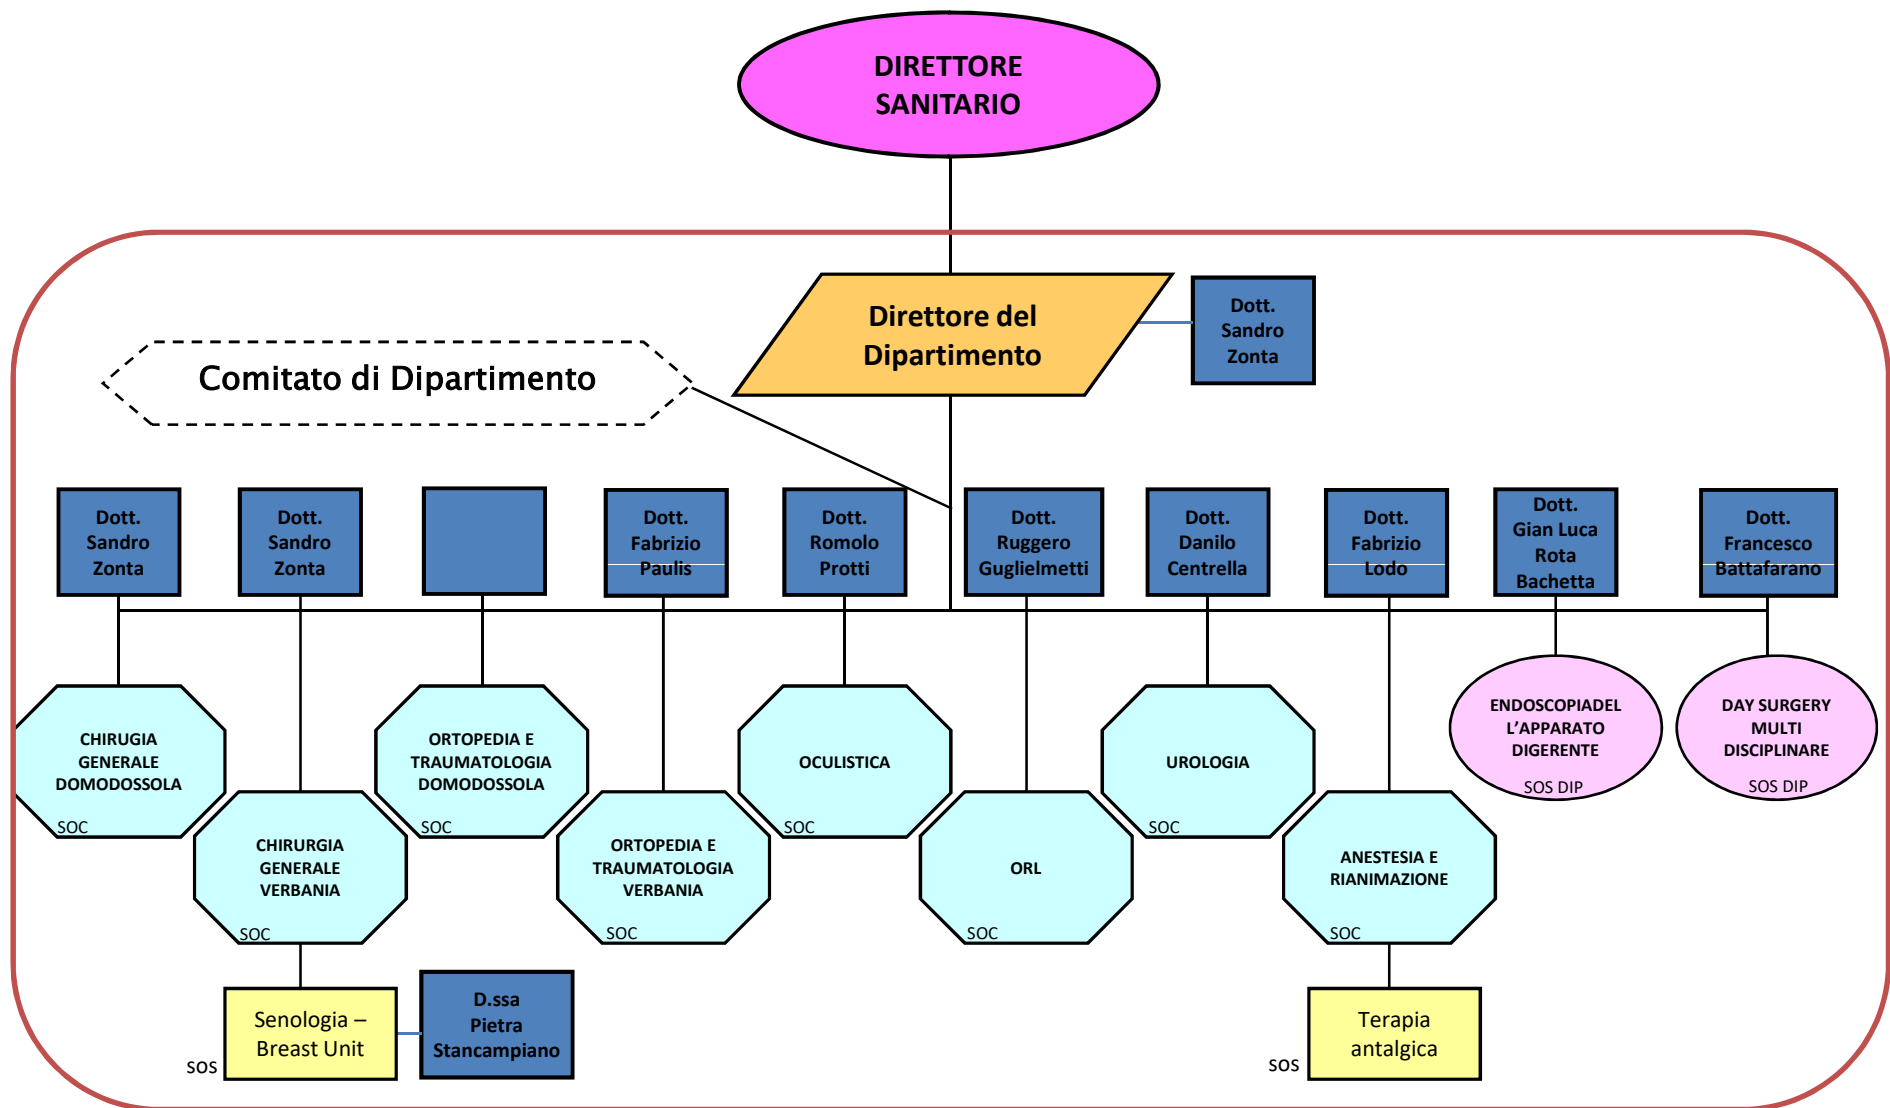 DIRETTORE
SANITARIO
Direttore del
Dipartimento
Dott.
Sandro
Zonta
Comitato di Dipartimento
Dott.
Sandro
Zonta
Dott.
Sandro
Zonta
Dott.
Fabrizio
Paulis
Dott.
Romolo
Protti
Dott.
Ruggero
Guglielmetti
Dott.
Danilo
Centrella
Dott.
Fabrizio
Lodo
Dott.
Gian Luca
Rota
Bachetta
Dott.
Francesco
Battafarano
CHIRUGIA
GENERALE
DOMODOSSOLA
SOC
CHIRURGIA
GENERALE
VERBANIA
SOC
ORTOPEDIA E
TRAUMATOLOGIA
DOMODOSSOLA
SOC
ORTOPEDIA E
TRAUMATOLOGIA
VERBANIA
SOC
OCULISTICA
SOC
ORL
SOC
UROLOGIA
SOC
ANESTESIA E
RIANIMAZIONE
SOC
ENDOSCOPIADEL
L’APPARATO
DIGERENTE
SOS DIP
DAY SURGERY
MULTI
DISCIPLINARE
SOS DIP
Senologia –
Breast Unit
SOS
D.ssa
Pietra
Stancampiano
Terapia
antalgica
SOS